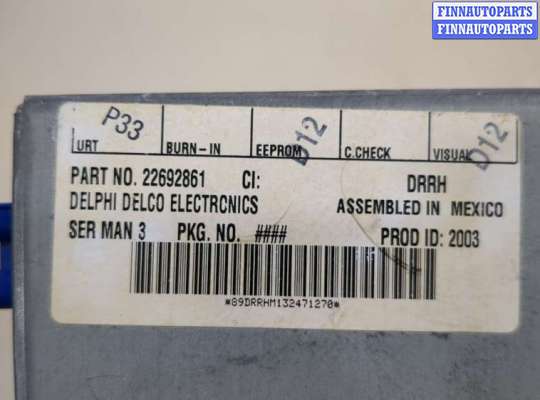 FINNAUTOPARTS
FINNAUTOPARTS
P33 D12 D12
URT BURN-IN EEPROM C.CHECK VISUAL
PART NO. 22692861 CI: DRRH
DELPHI DELCO ELECTRCNICS ASSEMBLED IN MEXICO
SER MAN 3 PKG. NO. #### PROD ID: 2003
*89DRRHM132471270*